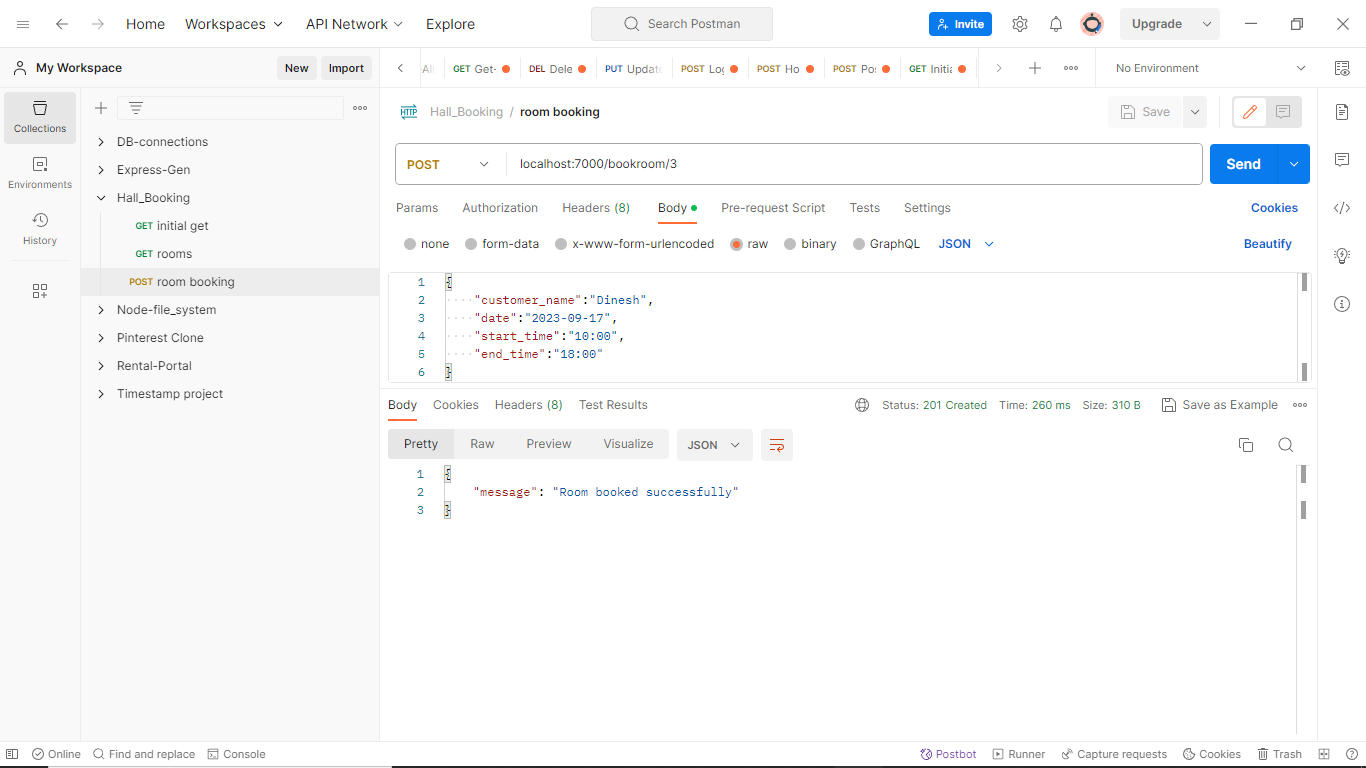 Home Workspaces API Network Explore Search Postman Invite Upgrade
My Workspace New Import
GET Get- DEL Dele PUT Update POST Log POST Ho POST Pos GET Initia No Environment
Collections
Environments
History
DB-connections
Express-Gen
Hall_Booking
GET initial get
GET rooms
POST room booking
Node-file_system
Pinterest Clone
Rental-Portal
Timestamp project
HTTP Hall_Booking / room booking Save
POST localhost:7000/bookroom/3 Send
Params Authorization Headers (8) Body Pre-request Script Tests Settings Cookies
none form-data x-www-form-urlencoded raw binary GraphQL JSON Beautify
1 {
2 "customer_name":"Dinesh",
3 "date":"2023-09-17",
4 "start_time":"10:00",
5 "end_time":"18:00"
6 }
Body Cookies Headers (8) Test Results Status: 201 Created Time: 260 ms Size: 310 B Save as Example
Pretty Raw Preview Visualize JSON
1 {
2 "message": "Room booked successfully"
3 }
Online Find and replace Console Postbot Runner Capture requests Cookies Trash